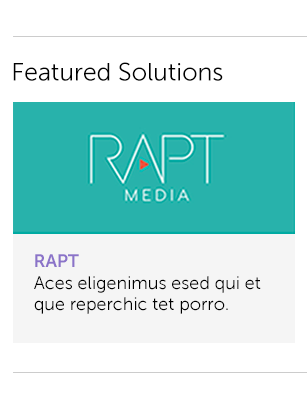 Featured Solutions
RAPT
MEDIA
RAPT
Aces eligenimus esed qui et
que reperchic tet porro.